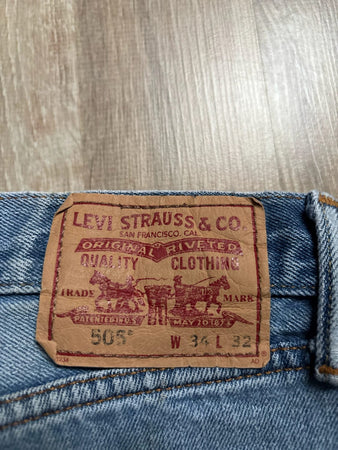 LEVI STRAUSS & CO.
SAN FRANCISCO, CAL.
ORIGINAL RIVETED
QUALITY CLOTHING
TRADE MARK
PATENTED IN U.S. MAY 20 1873
505* W 34 L 32